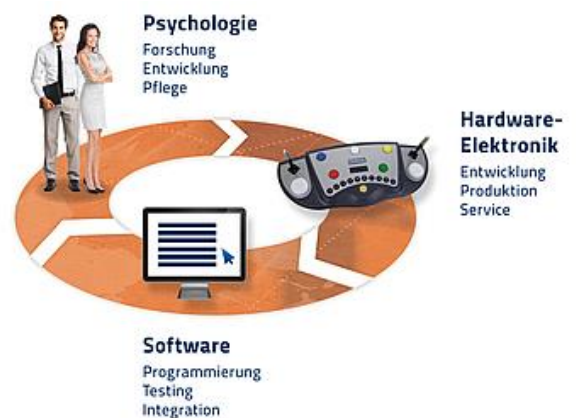 Psychologie
Forschung
Entwicklung
Pflege
Hardware-
Elektronik
Entwicklung
Produktion
Service
Software
Programmierung
Testing
Integration